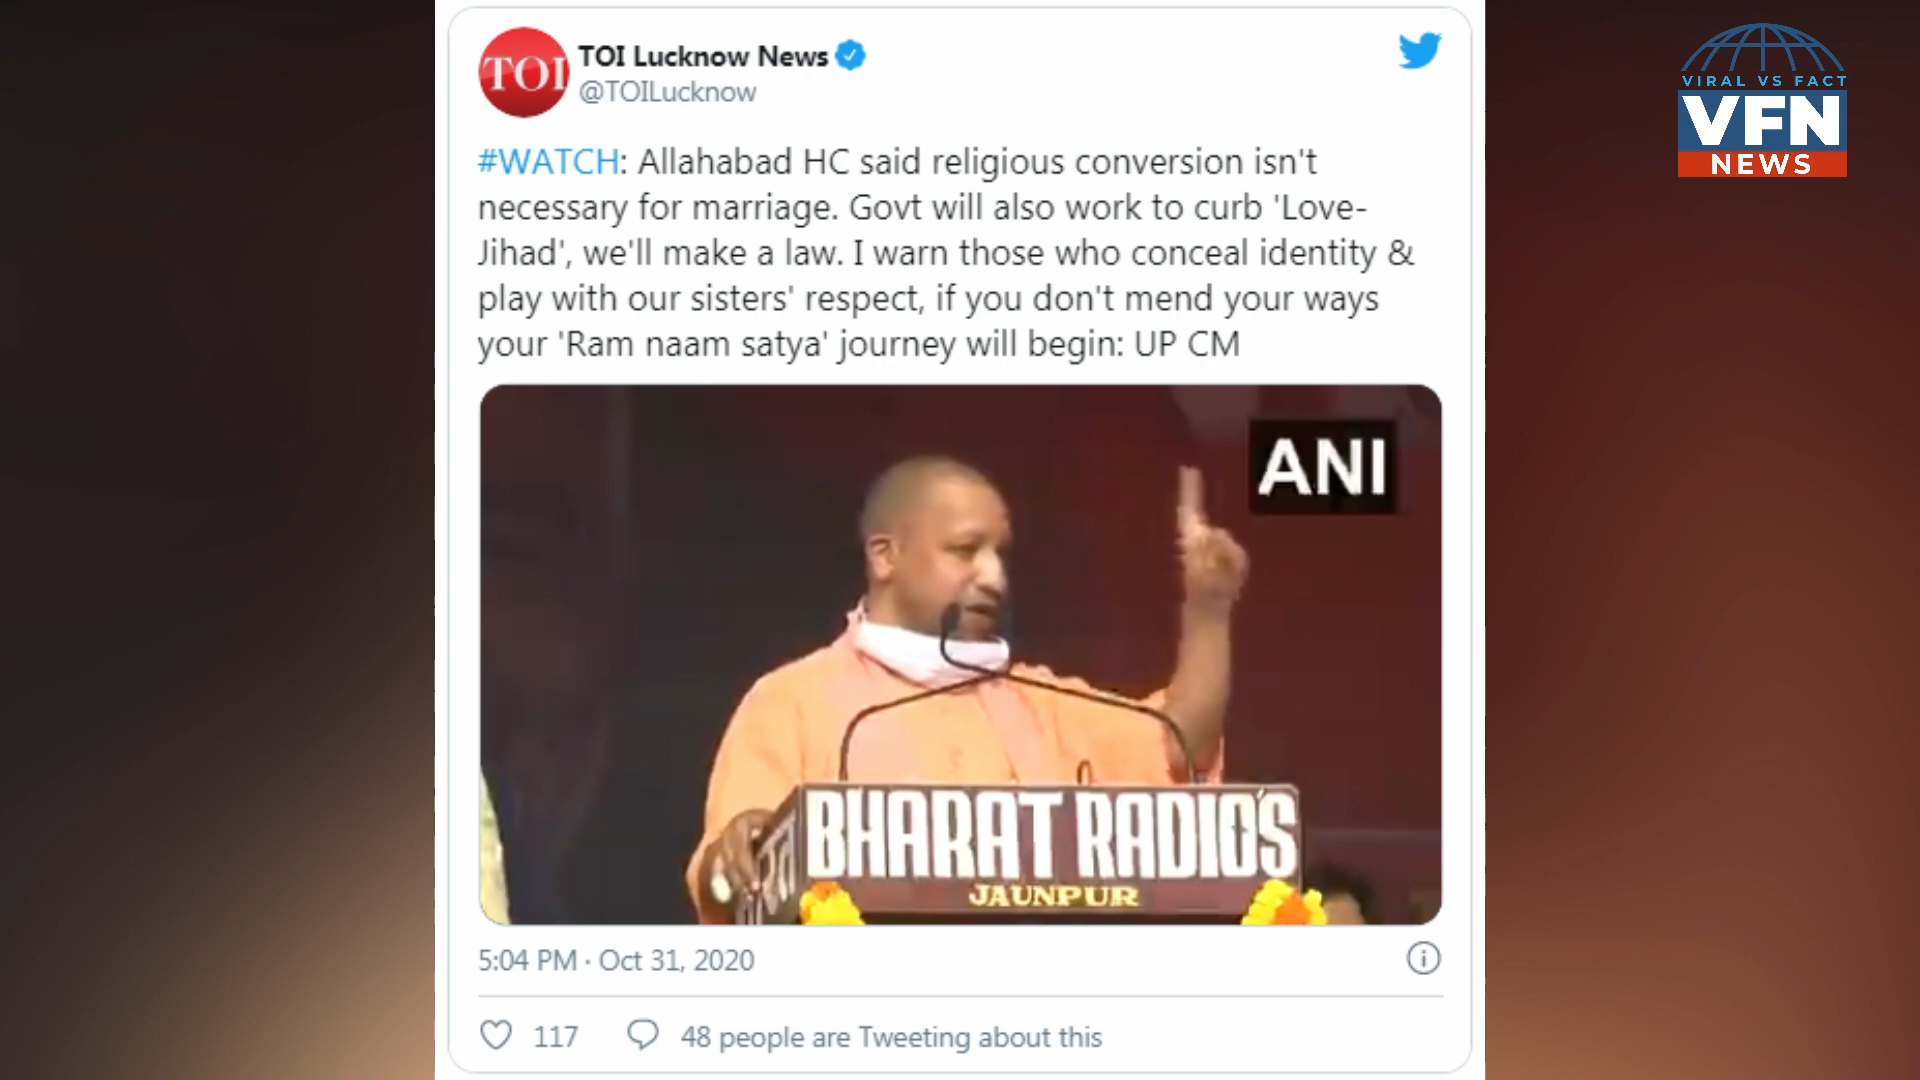 TOI
TOI Lucknow News
@TOILucknow
VIRAL VS FACT
VFN
NEWS
#WATCH: Allahabad HC said religious conversion isn't
necessary for marriage. Govt will also work to curb 'Love-
Jihad', we'll make a law. I warn those who conceal identity &
play with our sisters' respect, if you don't mend your ways
your 'Ram naam satya' journey will begin: UP CM
ANI
BHARAT RADIO'S
JAUNPUR
5:04 PM · Oct 31, 2020
117
48 people are Tweeting about this